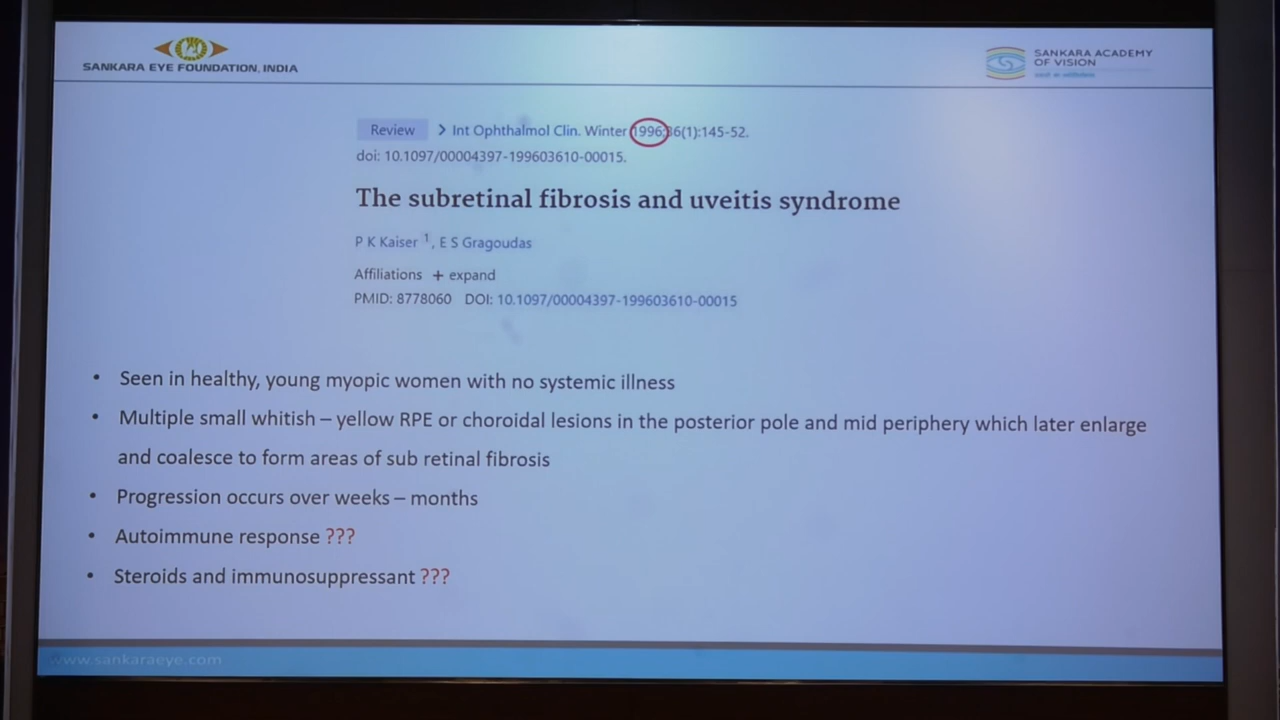 SANKARA EYE FOUNDATION, INDIA
SANKARA ACADEMY
OF VISION
Review > Int Ophthalmol Clin. Winter 1996;36(1):145-52.
doi: 10.1097/00004397-199603610-00015.
The subretinal fibrosis and uveitis syndrome
P K Kaiser 1, E S Gragoudas
Affiliations + expand
PMID: 8778060 DOI: 10.1097/00004397-199603610-00015
• Seen in healthy, young myopic women with no systemic illness
• Multiple small whitish – yellow RPE or choroidal lesions in the posterior pole and mid periphery which later enlarge
and coalesce to form areas of sub retinal fibrosis
• Progression occurs over weeks – months
• Autoimmune response ???
• Steroids and immunosuppressant ???
www.sankaraeye.com